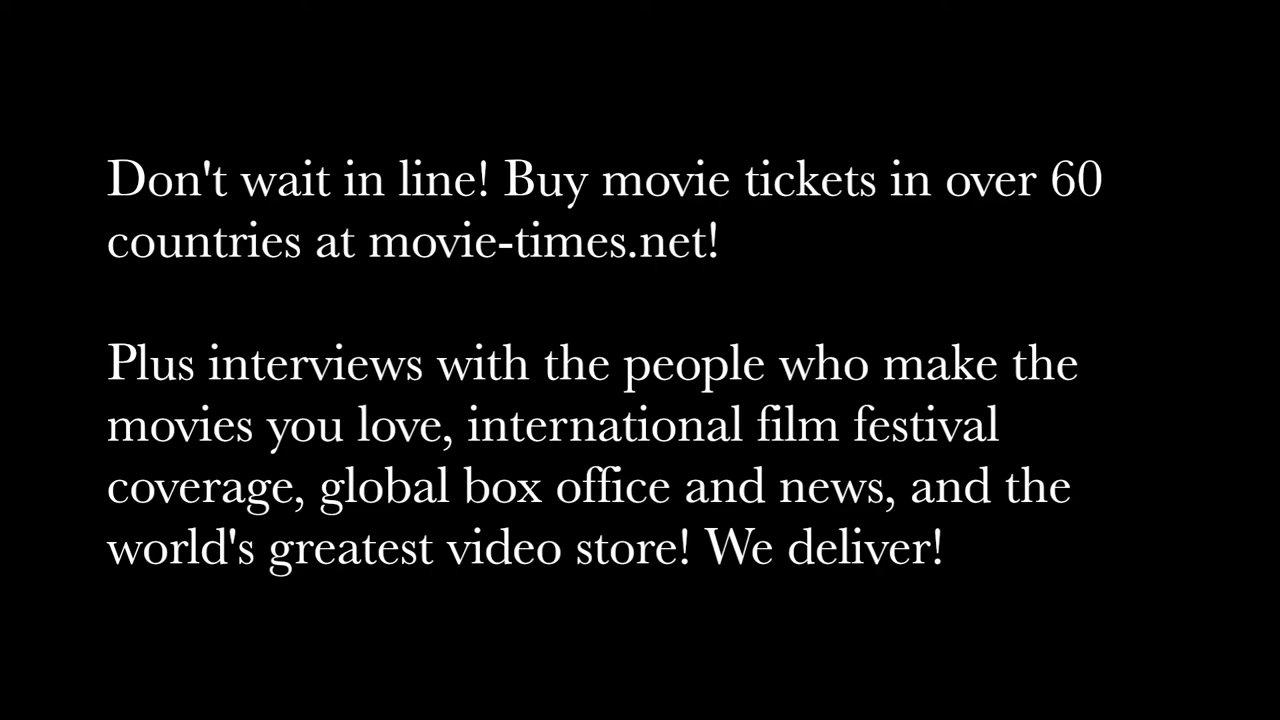 Don't wait in line! Buy movie tickets in over 60
countries at movie-times.net!
Plus interviews with the people who make the
movies you love, international film festival
coverage, global box office and news, and the
world's greatest video store! We deliver!